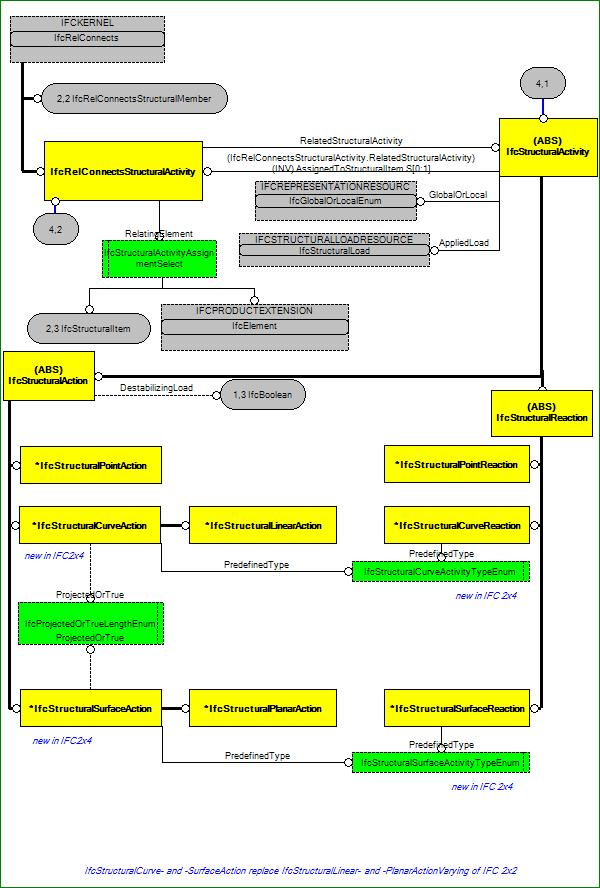 IFCKERNEL
IfcRelConnects
2,2 IfcRelConnectsStructuralMember
4,1
(ABS)
IfcStructuralActivity
RelatedStructuralActivity
(IfcRelConnectsStructuralActivity.RelatedStructuralActivity)
(INV) AssignedToStructuralItem S[0:1]
IfcRelConnectsStructuralActivity
IFCREPRESENTATIONRESOURC
IfcGlobalOrLocalEnum
GlobalOrLocal
4,2
RelatingElement
IFCSTRUCTURALLOADRESOURCE
IfcStructuralLoad
AppliedLoad
IfcStructuralActivityAssign
mentSelect
2,3 IfcStructuralItem
IFCPRODUCTEXTENSION
IfcElement
(ABS)
IfcStructuralAction
DestabilizingLoad
1,3 IfcBoolean
(ABS)
IfcStructuralReaction
*IfcStructuralPointAction
*IfcStructuralPointReaction
*IfcStructuralCurveAction
*IfcStructuralLinearAction
*IfcStructuralCurveReaction
new in IFC2x4
PredefinedType
PredefinedType
IfcStructuralCurveActivityTypeEnum
new in IFC 2x4
ProjectedOrTrue
IfcProjectedOrTrueLengthEnum
ProjectedOrTrue
*IfcStructuralSurfaceAction
*IfcStructuralPlanarAction
*IfcStructuralSurfaceReaction
new in IFC2x4
PredefinedType
PredefinedType
IfcStructuralSurfaceActivityTypeEnum
new in IFC 2x4
IfcStructuralCurve- and -SurfaceAction replace IfcStructuralLinear- and -PlanarActionVarying of IFC 2x2